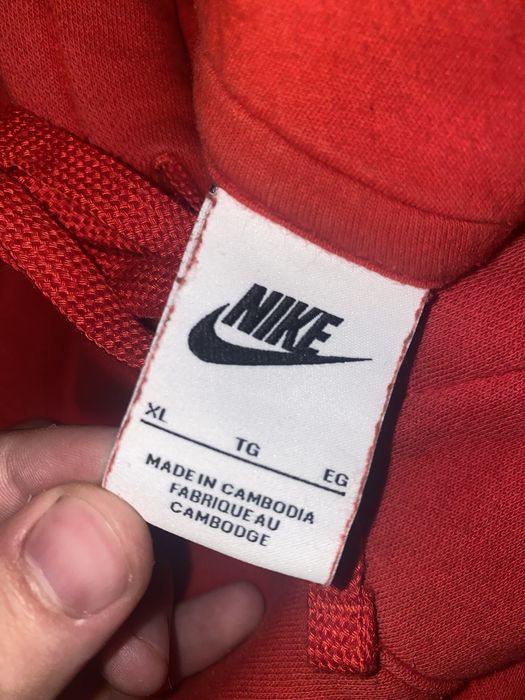 NIKE
XL TG EG
MADE IN CAMBODIA
FABRIQUE AU
CAMBODGE